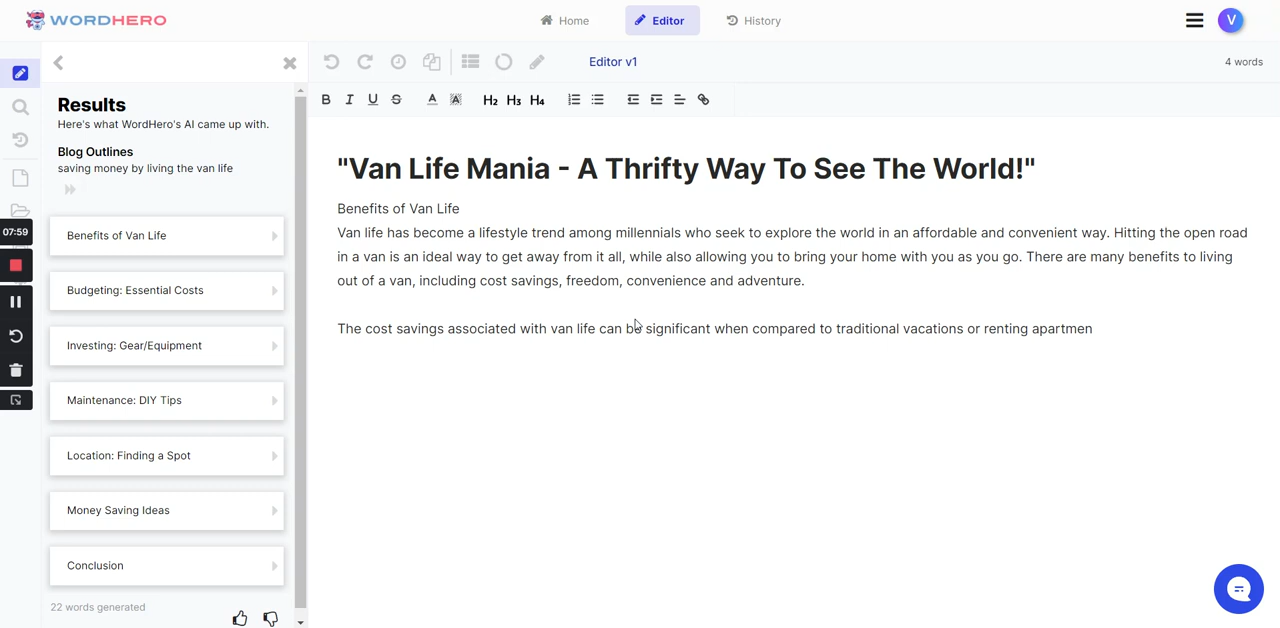 WORDHERO
Home
Editor
History
V
Editor v1
4 words
B I U S A A H2 H3 H4
Results
Here's what WordHero's AI came up with.
Blog Outlines
saving money by living the van life
07:59
Benefits of Van Life
Budgeting: Essential Costs
Investing: Gear/Equipment
Maintenance: DIY Tips
Location: Finding a Spot
Money Saving Ideas
Conclusion
22 words generated
"Van Life Mania - A Thrifty Way To See The World!"
Benefits of Van Life
Van life has become a lifestyle trend among millennials who seek to explore the world in an affordable and convenient way. Hitting the open road
in a van is an ideal way to get away from it all, while also allowing you to bring your home with you as you go. There are many benefits to living
out of a van, including cost savings, freedom, convenience and adventure.
The cost savings associated with van life can be significant when compared to traditional vacations or renting apartmen